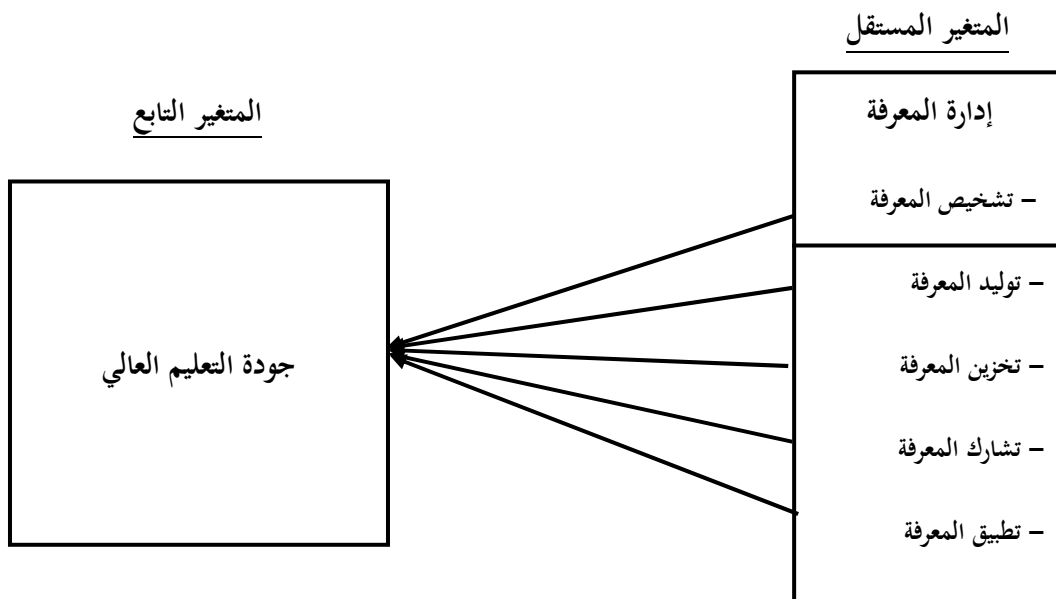 المتغير المستقل
إدارة المعرفة
– تشخيص المعرفة
– توليد المعرفة
– تخزين المعرفة
– تشارك المعرفة
– تطبيق المعرفة
المتغير التابع
جودة التعليم العالي